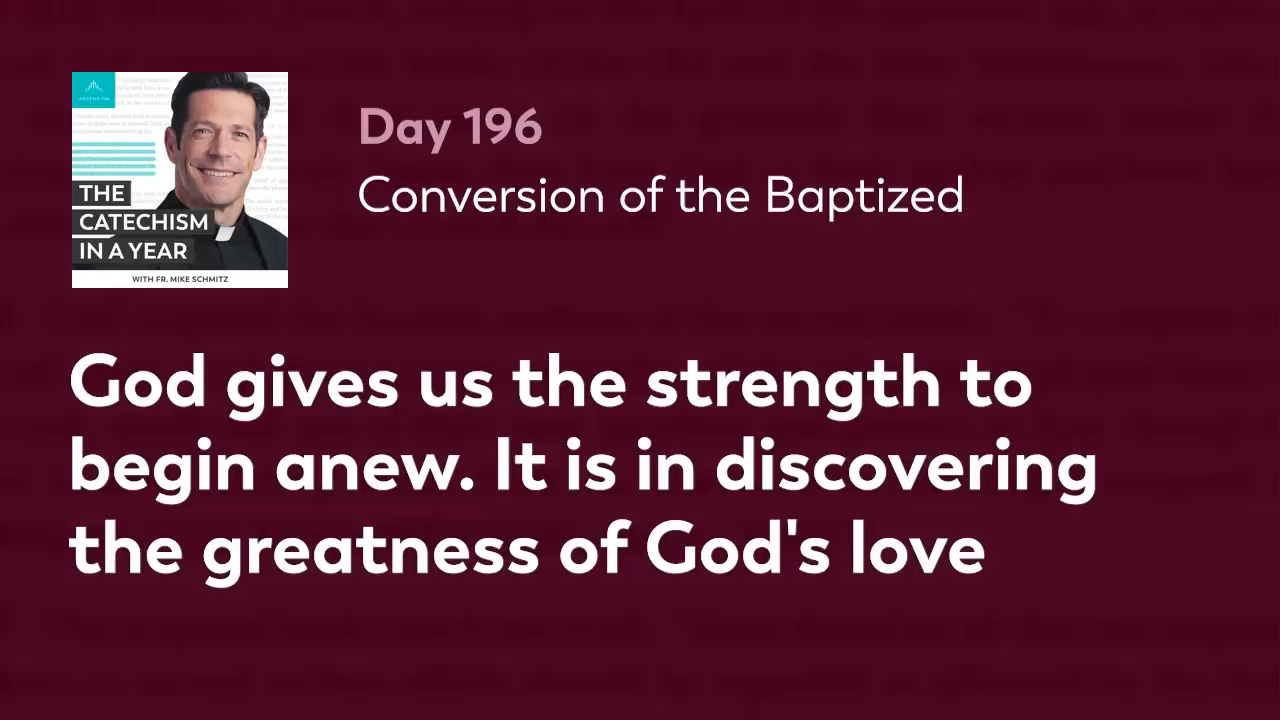 ASCENSION
THE
CATECHISM
IN A YEAR
WITH FR. MIKE SCHMITZ
Day 196
Conversion of the Baptized
God gives us the strength to
begin anew. It is in discovering
the greatness of God's love